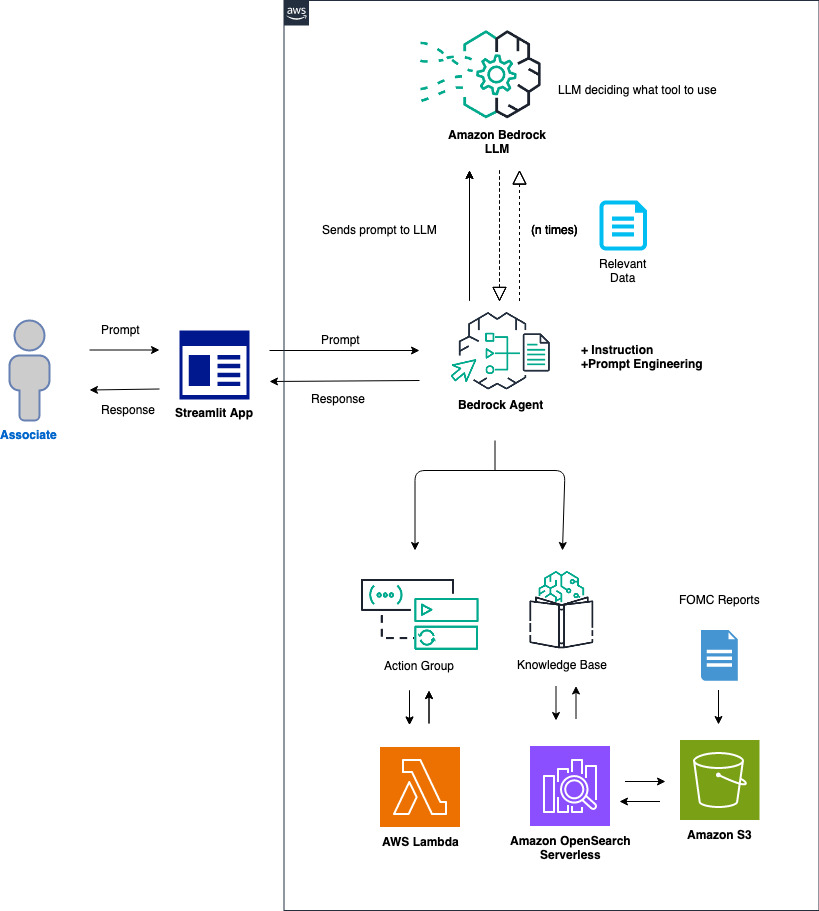 aws
LLM deciding what tool to use
Amazon Bedrock
LLM
Sends prompt to LLM
(n times)
Relevant
Data
Prompt
Prompt
+ Instruction
+Prompt Engineering
Response
Response
Streamlit App
Bedrock Agent
Associate
FOMC Reports
Action Group
Knowledge Base
AWS Lambda
Amazon OpenSearch
Serverless
Amazon S3